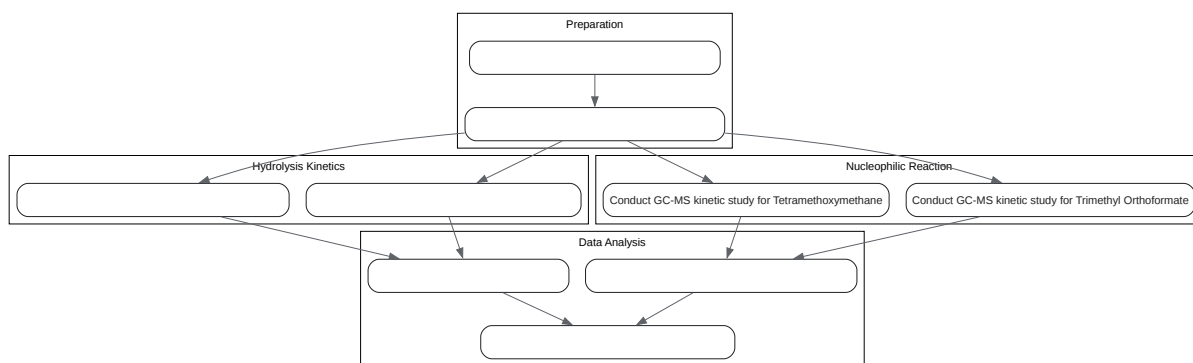 Preparation
Hydrolysis Kinetics
Nucleophilic Reaction
Conduct GC-MS kinetic study for Tetramethoxymethane
Conduct GC-MS kinetic study for Trimethyl Orthoformate
Data Analysis